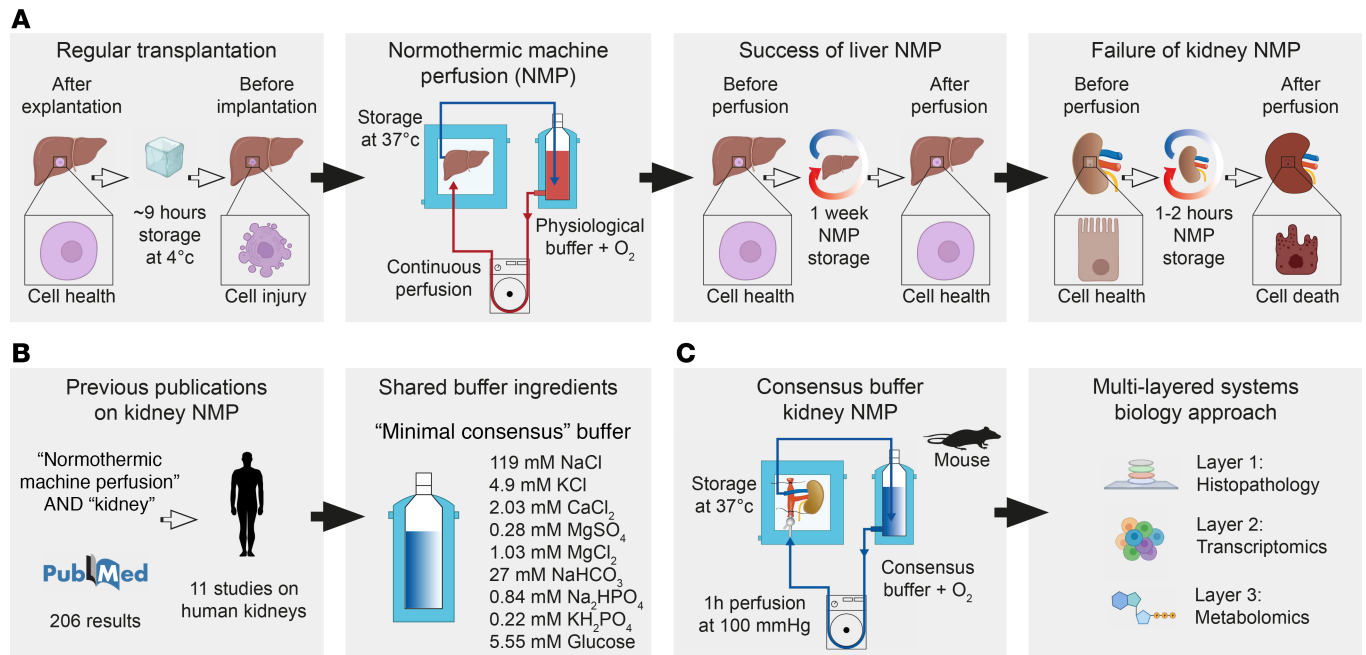 A
Regular transplantation
After
explantation
Before
implantation
~9 hours
storage
at 4°c
Cell health
Cell injury
Normothermic machine
perfusion (NMP)
Storage
at 37°c
Physiological
buffer + O₂
Continuous
perfusion
Success of liver NMP
Before
perfusion
After
perfusion
1 week
NMP
storage
Cell health
Cell health
Failure of kidney NMP
Before
perfusion
After
perfusion
1-2 hours
NMP
storage
Cell health
Cell death
B
Previous publications
on kidney NMP
“Normothermic
machine perfusion”
AND “kidney”
PubMed
206 results
11 studies on
human kidneys
Shared buffer ingredients
“Minimal consensus” buffer
119 mM NaCl
4.9 mM KCl
2.03 mM CaCl₂
0.28 mM MgSO₄
1.03 mM MgCl₂
27 mM NaHCO₃
0.84 mM Na₂HPO₄
0.22 mM KH₂PO₄
5.55 mM Glucose
C
Consensus buffer
kidney NMP
Mouse
Storage
at 37°c
Consensus
buffer + O₂
1h perfusion
at 100 mmHg
Multi-layered systems
biology approach
Layer 1:
Histopathology
Layer 2:
Transcriptomics
Layer 3:
Metabolomics